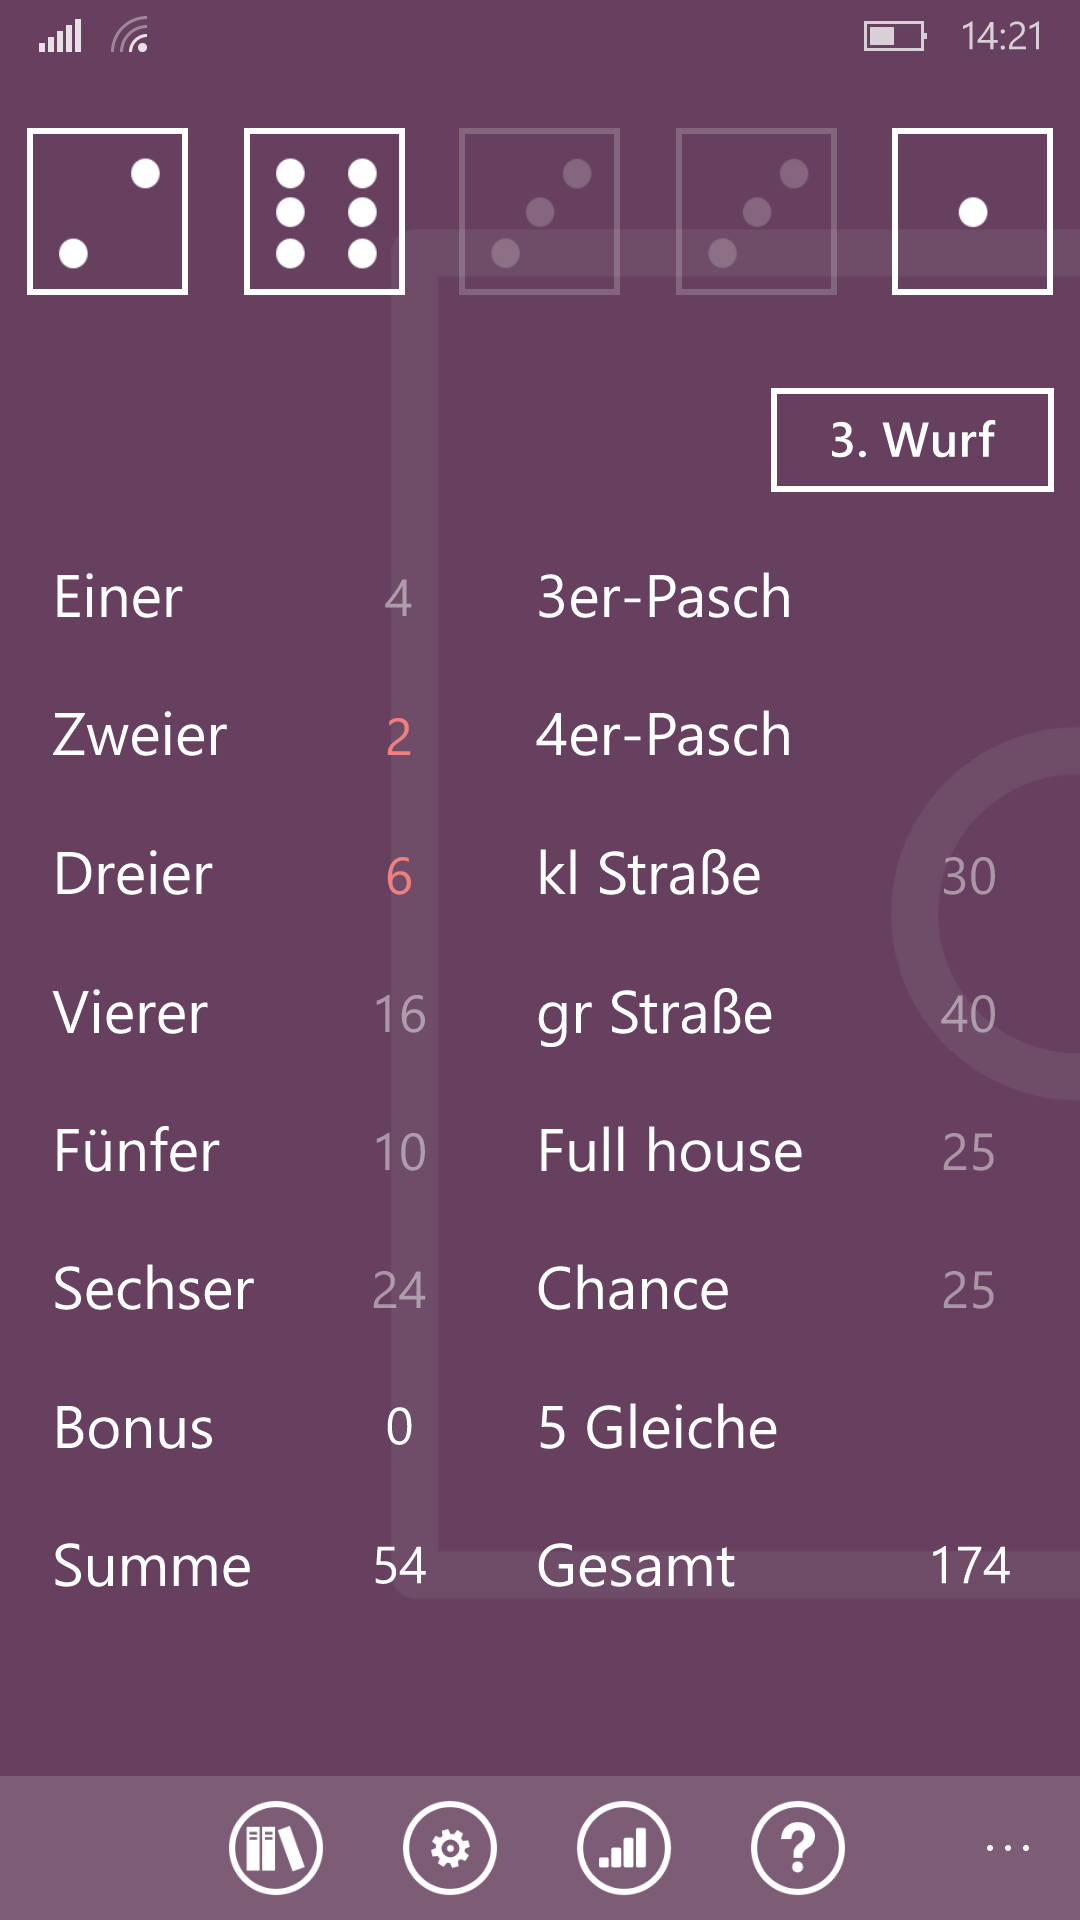 14:21
3. Wurf
Einer 4 3er-Pasch
Zweier 2 4er-Pasch
Dreier 6 kl Straße 30
Vierer 16 gr Straße 40
Fünfer 10 Full house 25
Sechser 24 Chance 25
Bonus 0 5 Gleiche
Summe 54 Gesamt 174
?
...